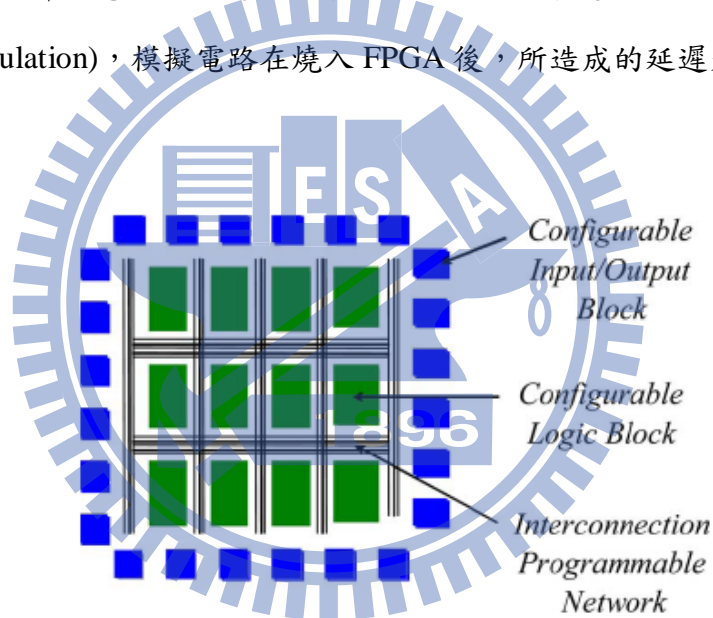 ulation)，模擬電路在燒入 FPGA 後，所造成的延遲
E S A
1896
Configurable
Input/Output
Block
Configurable
Logic Block
Interconnection
Programmable
Network